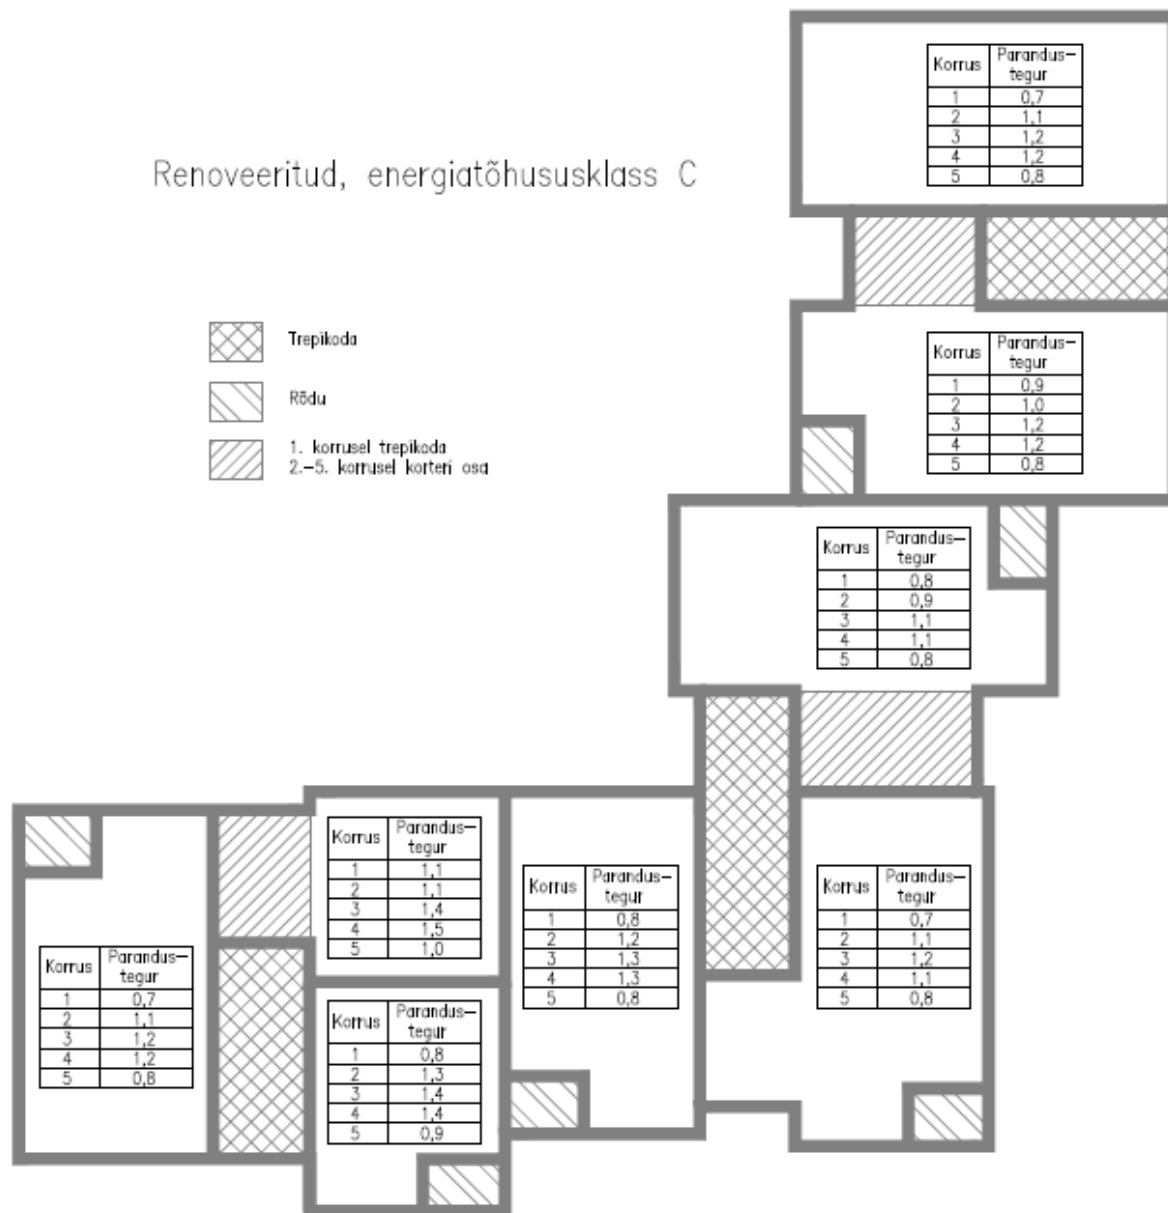 Korrus Parandus-
tegur
1 0,7
2 1,1
3 1,2
4 1,2
5 0,8
Renoveeritud, energiatõhususklass C
Trepikoda
Rõdu
1. korrusel trepikoda
2.-5. korrusel korteri osa
Korrus Parandus-
tegur
1 0,9
2 1,0
3 1,2
4 1,2
5 0,8
Korrus Parandus-
tegur
1 0,8
2 0,9
3 1,1
4 1,1
5 0,8
Korrus Parandus-
tegur
1 1,1
2 1,1
3 1,4
4 1,5
5 1,0
Korrus Parandus-
tegur
1 0,8
2 1,2
3 1,3
4 1,3
5 0,8
Korrus Parandus-
tegur
1 0,7
2 1,1
3 1,2
4 1,1
5 0,8
Korrus Parandus-
tegur
1 0,7
2 1,1
3 1,2
4 1,2
5 0,8
Korrus Parandus-
tegur
1 0,8
2 1,3
3 1,4
4 1,4
5 0,9